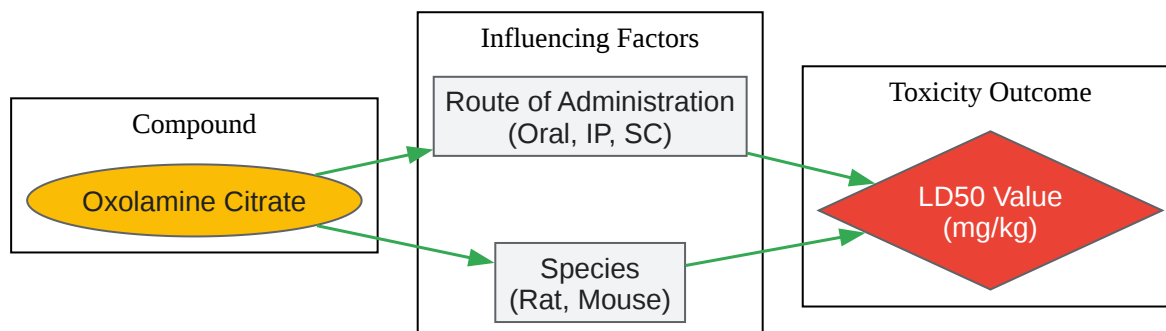 Compound
Oxolamine Citrate
Influencing Factors
Route of Administration
(Oral, IP, SC)
Species
(Rat, Mouse)
Toxicity Outcome
LD50 Value
(mg/kg)